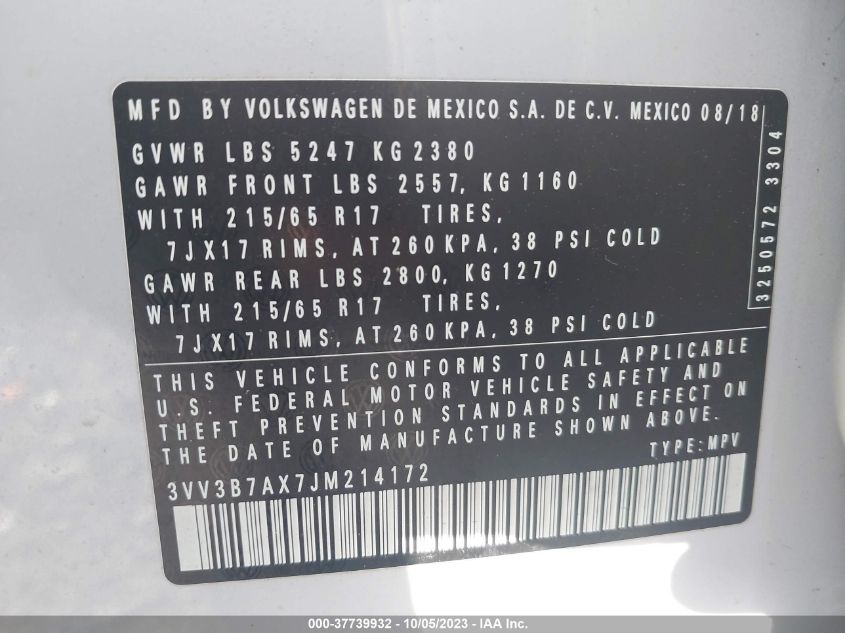 MFD BY VOLKSWAGEN DE MEXICO S.A. DE C.V. MEXICO 08/18
GVWR LBS 5247 KG 2380
GAWR FRONT LBS 2557, KG 1160
WITH 215/65 R17 TIRES,
7JX17 RIMS, AT 260 KPA, 38 PSI COLD
GAWR REAR LBS 2800, KG 1270
WITH 215/65 R17 TIRES,
7JX17 RIMS, AT 260 KPA, 38 PSI COLD
3250572 3304
THIS VEHICLE CONFORMS TO ALL APPLICABLE
U.S. FEDERAL MOTOR VEHICLE SAFETY AND
THEFT PREVENTION STANDARDS IN EFFECT ON
THE DATE OF MANUFACTURE SHOWN ABOVE.
TYPE: MPV
3VV3B7AX7JM214172
000-37739932 - 10/05/2023 - IAA Inc.